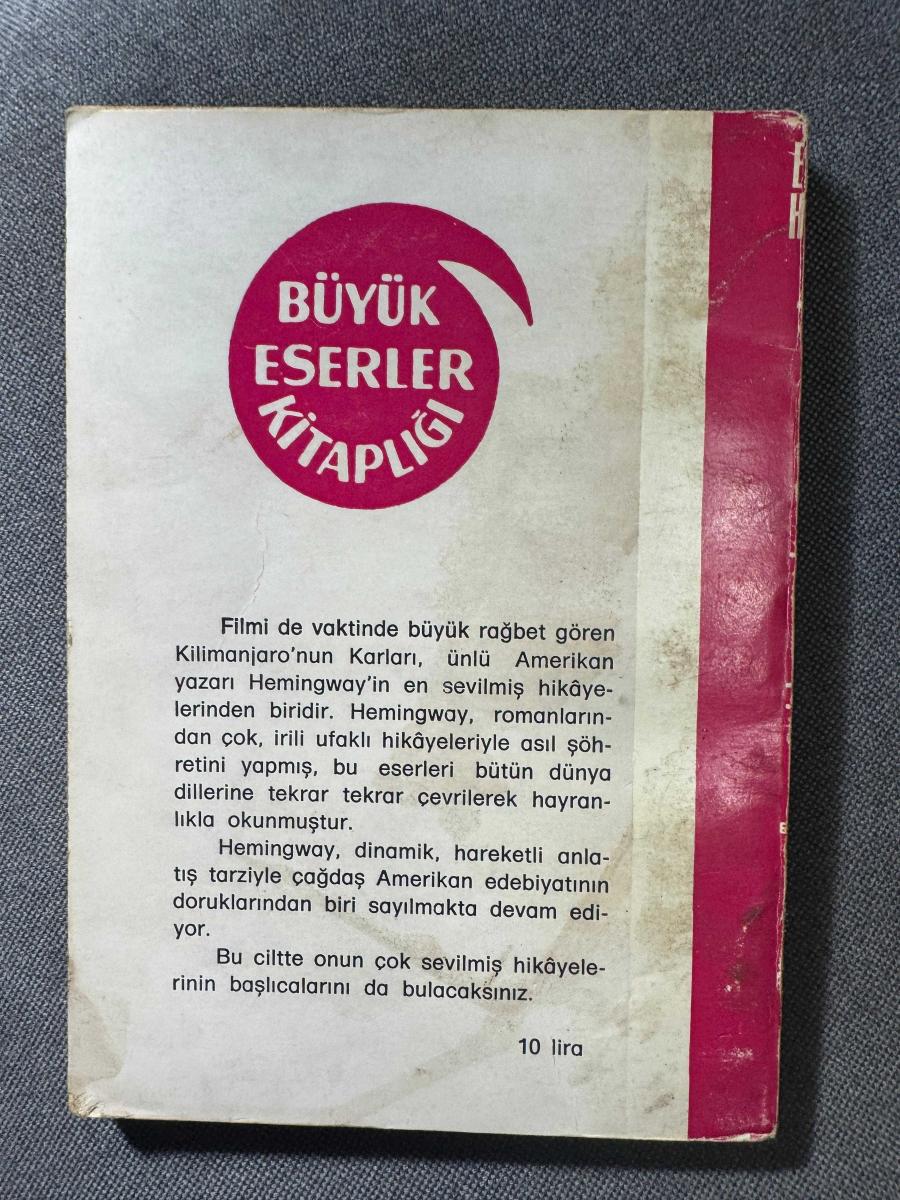 BÜYÜK
ESERLER
KİTAPLIĞI
Filmi de vaktinde büyük rağbet gören
Kilimanjaro'nun Karları, ünlü Amerikan
yazarı Hemingway'in en sevilmiş hikâye-
lerinden biridir. Hemingway, romanların-
dan çok, irili ufaklı hikâyeleriyle asıl şöh-
retini yapmış, bu eserleri bütün dünya
dillerine tekrar tekrar çevrilerek hayran-
lıkla okunmuştur.
Hemingway, dinamik, hareketli anla-
tış tarziyle çağdaş Amerikan edebiyatının
doruklarından biri sayılmakta devam edi-
yor.
Bu ciltte onun çok sevilmiş hikâyele-
rinin başlıcalarını da bulacaksınız.
10 lira